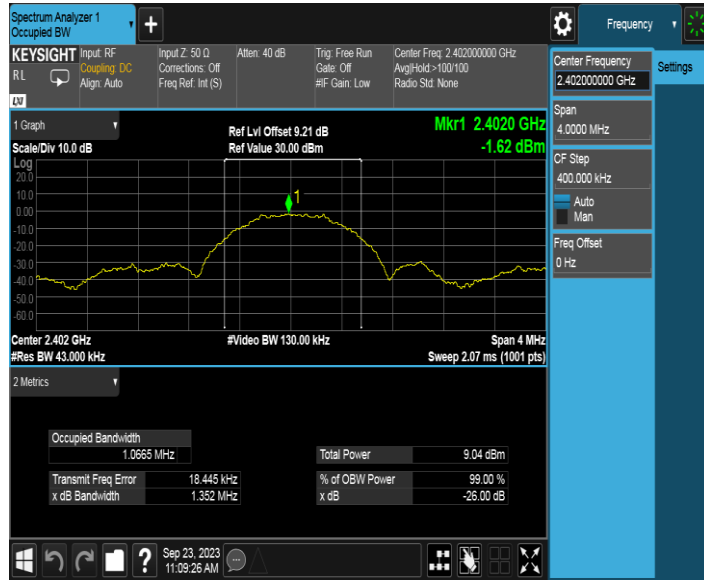 Spectrum Analyzer 1
Occupied BW
Frequency
KEYSIGHT
RL
LXI
Input: RF
Coupling: DC
Align: Auto
Input Z: 50 Ω
Corrections: Off
Freq Ref: Int (S)
Atten: 40 dB
Trig: Free Run
Gate: Off
#IF Gain: Low
Center Freq: 2.402000000 GHz
Avg|Hold:>100/100
Radio Std: None
Center Frequency
2.402000000 GHz
Settings
Span
4.0000 MHz
CF Step
400.000 kHz
Auto
Man
Freq Offset
0 Hz
1 Graph
Scale/Div 10.0 dB
Ref Lvl Offset 9.21 dB
Ref Value 30.00 dBm
Mkr1 2.4020 GHz
-1.62 dBm
Log
20.0
10.0
0.00
-10.0
-20.0
-30.0
-40.0
-50.0
-60.0
1
Center 2.402 GHz
#Video BW 130.00 kHz
Span 4 MHz
#Res BW 43.000 kHz
Sweep 2.07 ms (1001 pts)
2 Metrics
Occupied Bandwidth
1.0665 MHz
Total Power 9.04 dBm
Transmit Freq Error 18.445 kHz
% of OBW Power 99.00 %
x dB Bandwidth 1.352 MHz
x dB -26.00 dB
?
Sep 23, 2023
11:09:26 AM